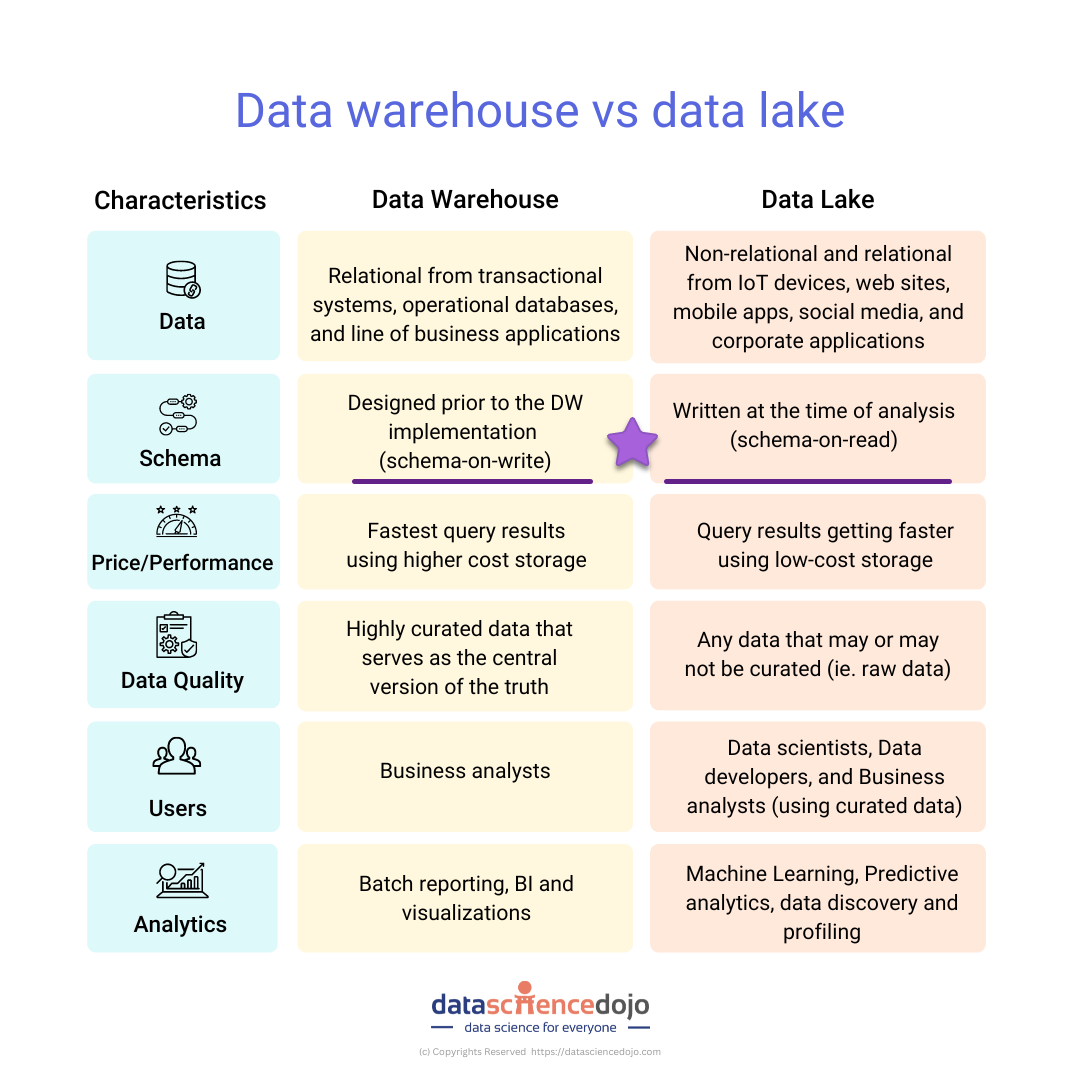 Data warehouse vs data lake
Characteristics
Data Warehouse
Data Lake
Data
Relational from transactional
systems, operational databases,
and line of business applications
Non-relational and relational
from IoT devices, web sites,
mobile apps, social media, and
corporate applications
Schema
Designed prior to the DW
implementation
(schema-on-write)
Written at the time of analysis
(schema-on-read)
Price/Performance
Fastest query results
using higher cost storage
Query results getting faster
using low-cost storage
Data Quality
Highly curated data that
serves as the central
version of the truth
Any data that may or may
not be curated (ie. raw data)
Users
Business analysts
Data scientists, Data
developers, and Business
analysts (using curated data)
Analytics
Batch reporting, BI and
visualizations
Machine Learning, Predictive
analytics, data discovery and
profiling
datasciencedojo
data science for everyone
(c) Copyrights Reserved https://datasciencedojo.com